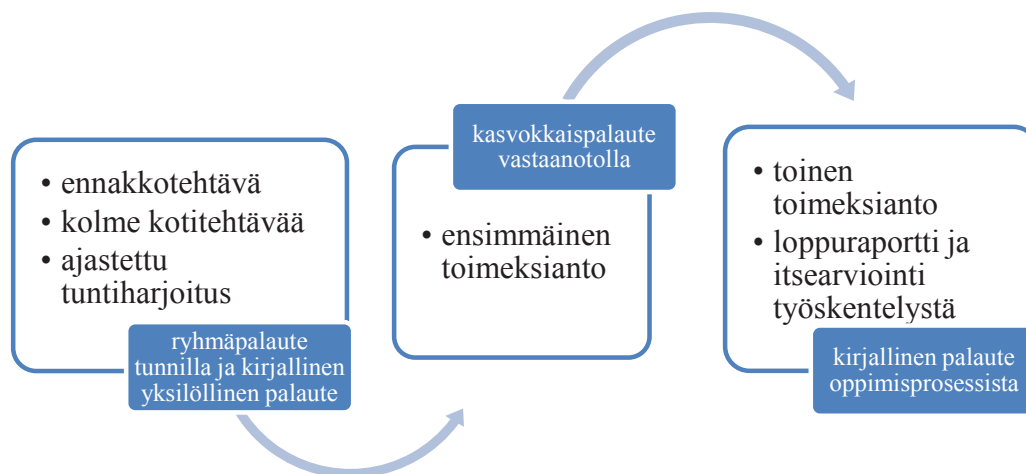 • ennakkotehtävä
• kolme kotitehtävää
• ajastettu
tuntiharjoitus
ryhmäpalaute
tunnilla ja kirjallinen
yksilöllinen palaute
kasvokkaispalaute
vastaanotolla
• ensimmäinen
toimeksianto
• toinen
toimeksianto
• loppuraportti ja
itsearviointi
työskentelystä
kirjallinen palaute
oppimisprosessista